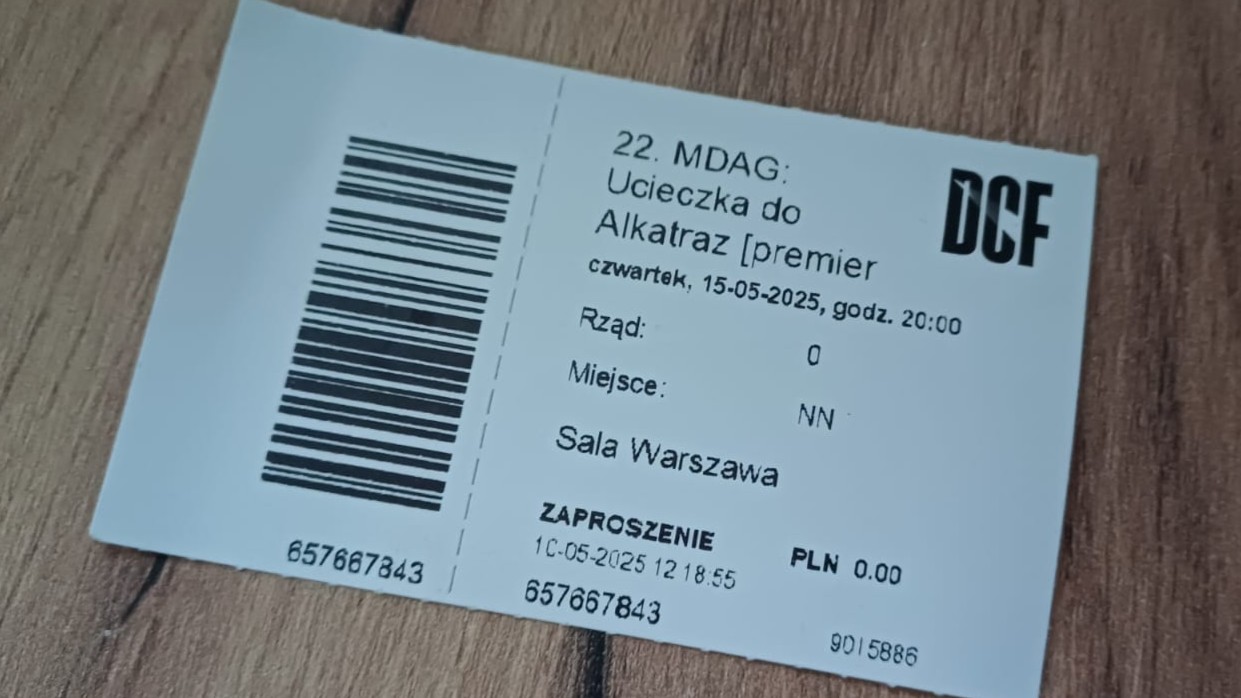 657667843
22. MDAG:
Ucieczka do
Alkatraz [premier
czwartek, 15-05-2025, godz. 20:00
Rząd: 0
Miejsce: NN
Sala Warszawa
ZAPROSZENIE
PLN 0.00
10-05-2025 12:18:55
657667843
9015886
DCF